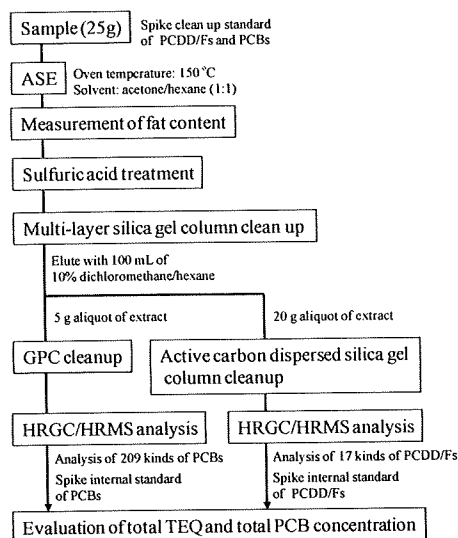 Sample (25g)
Spike clean up standard
of PCDD/Fs and PCBs
ASE
Oven temperature: 150 °C
Solvent: acetone/hexane (1:1)
Measurement of fat content
Sulfuric acid treatment
Multi-layer silica gel column clean up
Elute with 100 mL of
10% dichloromethane/hexane
5 g aliquot of extract
20 g aliquot of extract
GPC cleanup
Active carbon dispersed silica gel
column cleanup
HRGC/HRMS analysis
HRGC/HRMS analysis
Analysis of 209 kinds of PCBs
Spike internal standard
of PCBs
Analysis of 17 kinds of PCDD/Fs
Spike internal standard
of PCDD/Fs
Evaluation of total TEQ and total PCB concentration